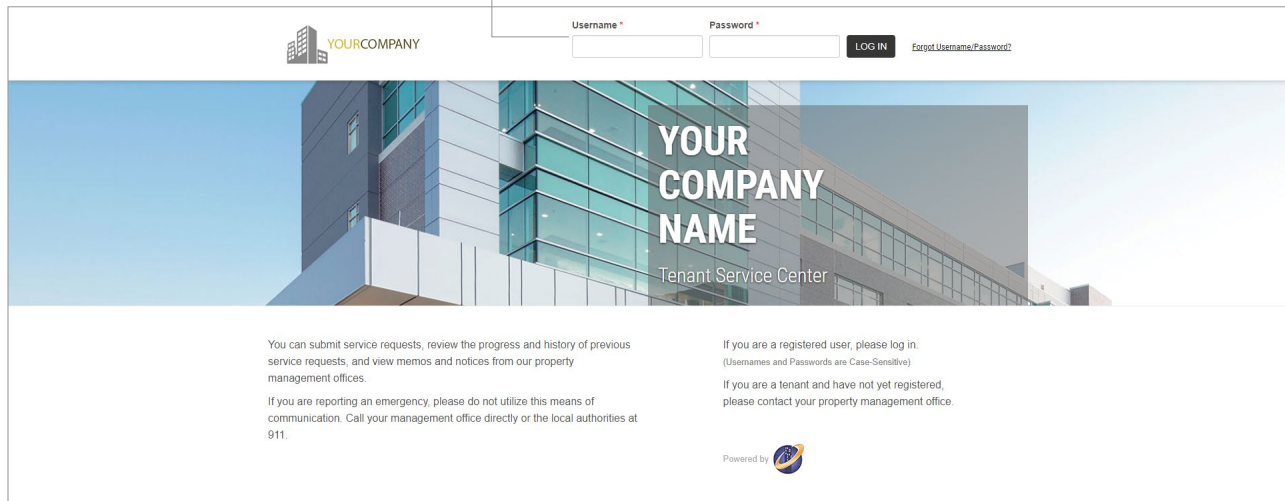 YOURCOMPANY
Username *
Password *
LOG IN
Forgot Username/Password?
YOUR
COMPANY
NAME
Tenant Service Center
You can submit service requests, review the progress and history of previous
service requests, and view memos and notices from our property
management offices.
If you are reporting an emergency, please do not utilize this means of
communication. Call your management office directly or the local authorities at
911.
If you are a registered user, please log in.
(Usernames and Passwords are Case-Sensitive)
If you are a tenant and have not yet registered,
please contact your property management office.
Powered by